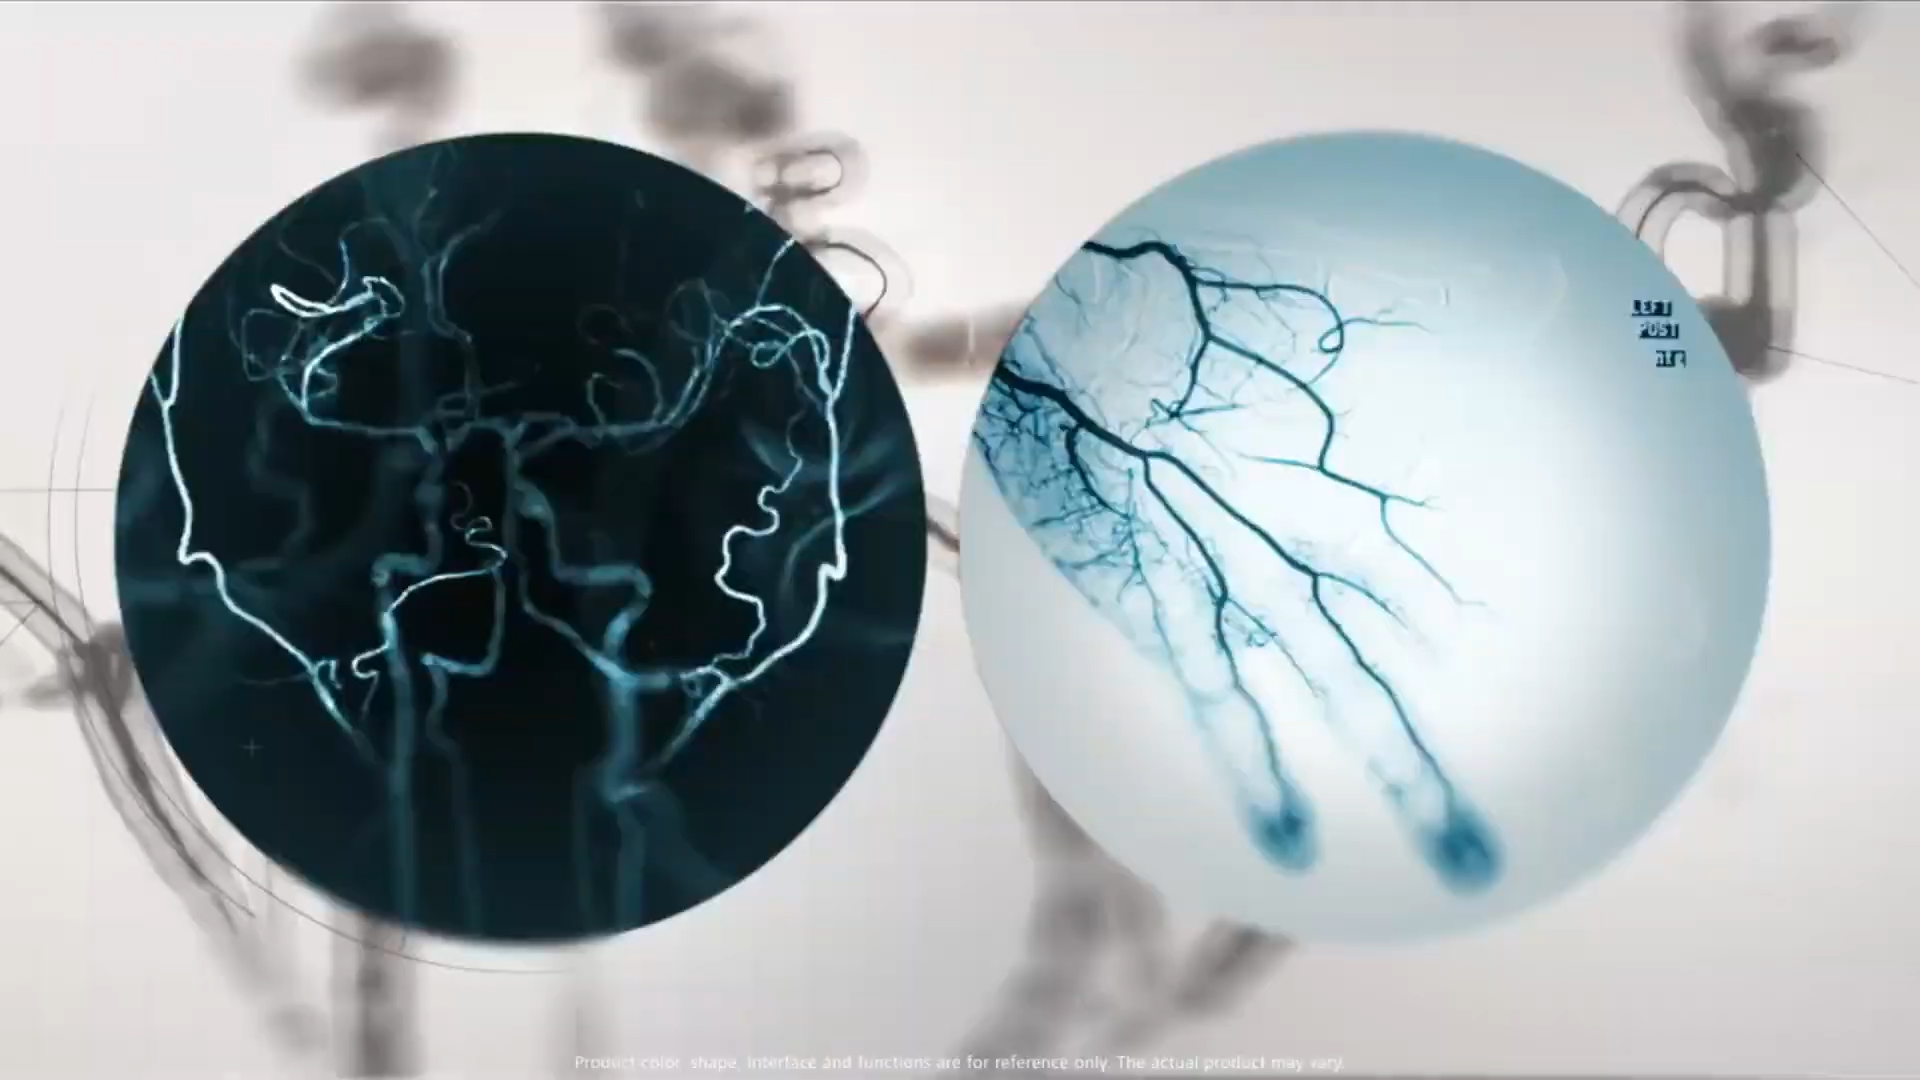 LEFT
POST
Product color, shape, interface and functions are for reference only. The actual product may vary.